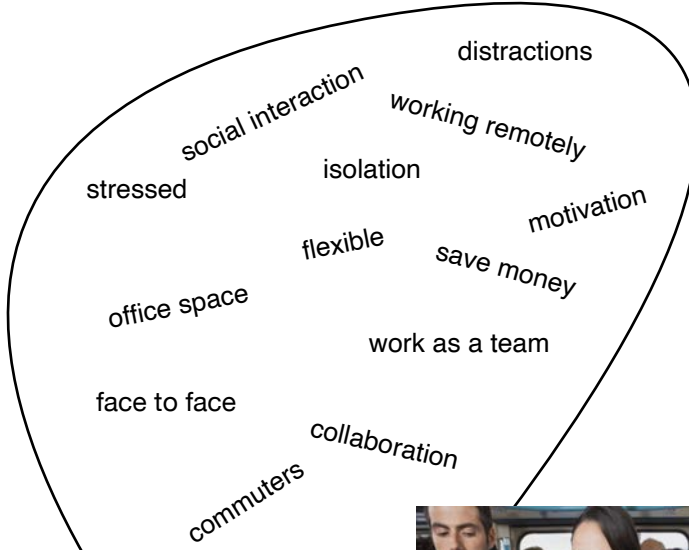 distractions
social interaction
working remotely
isolation
stressed
motivation
flexible
save money
office space
work as a team
face to face
collaboration
commuters